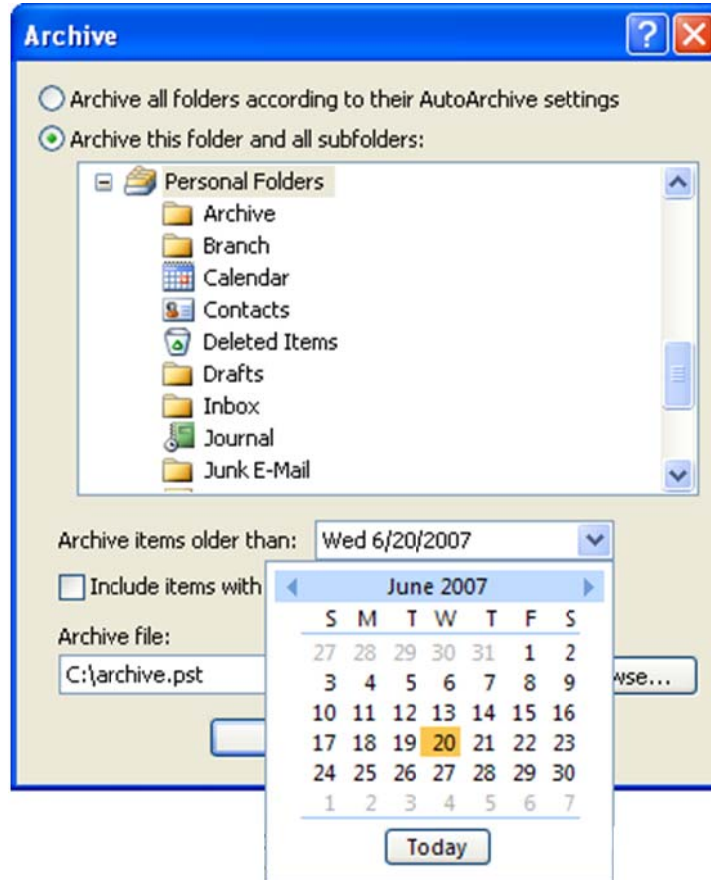 Archive
?
Archive all folders according to their AutoArchive settings
Archive this folder and all subfolders:
Personal Folders
Archive
Branch
Calendar
Contacts
Deleted Items
Drafts
Inbox
Journal
Junk E-Mail
Archive items older than: Wed 6/20/2007
Include items with
Archive file:
C:\archive.pst
wse...
June 2007
S M T W T F S
27 28 29 30 31 1 2
3 4 5 6 7 8 9
10 11 12 13 14 15 16
17 18 19 20 21 22 23
24 25 26 27 28 29 30
1 2 3 4 5 6 7
Today